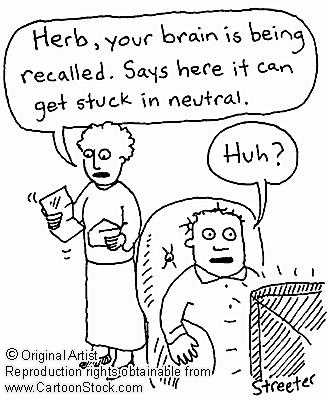 Herb, your brain is being
recalled. Says here it can
get stuck in neutral.
Huh?
© Original Artist
Reproduction rights obtainable from
www.CartoonStock.com
Streeter